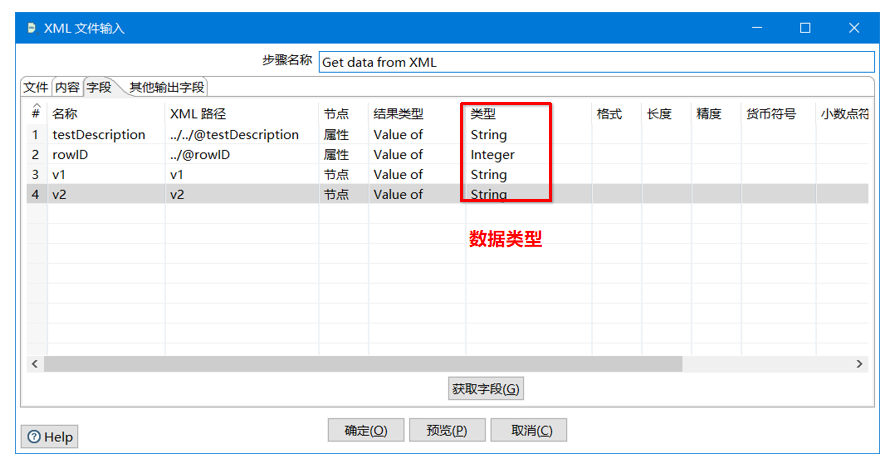 XML 文件输入
步骤名称 Get data from XML
文件 内容 字段 其他输出字段
# 名称 XML 路径 节点 结果类型 类型 格式 长度 精度 货币符号 小数点符
1 testDescription ../../@testDescription 属性 Value of String
2 rowID ../@rowID 属性 Value of Integer
3 v1 v1 节点 Value of String
4 v2 v2 节点 Value of String
数据类型
获取字段(G)
确定(O) 预览(P) 取消(C)
Help